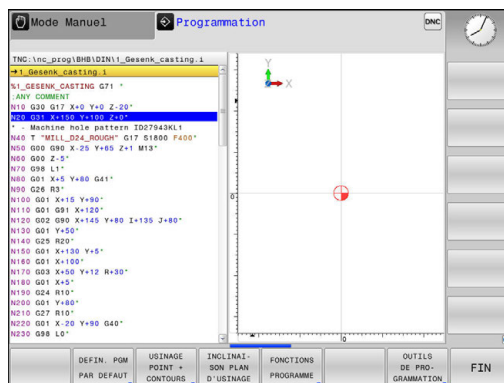 Mode Manuel
Programmation
DNC
TNC:\nc_prog\BHB\DIN\1_Gesenk_casting.i
→1_Gesenk_casting.i
%1_GESENK_CASTING G71 *
;ANY COMMENT
N10 G30 G17 X+0 Y+0 Z-20*
N20 G31 X+150 Y+100 Z+0*
* - Machine hole pattern ID27943KL1
N40 T "MILL_D24_ROUGH" G17 S1800 F400*
N50 G00 G90 X-25 Y+65 Z+1 M13*
N60 G00 Z-5*
N70 G98 L1*
N80 G01 X+5 Y+80 G41*
N90 G26 R3*
N100 G01 X+15 Y+90*
N110 G01 G91 X+120*
N120 G02 G90 X+145 Y+80 I+135 J+80*
N130 G01 Y+50*
N140 G25 R20*
N150 G01 X+130 Y+5*
N160 G01 X+100*
N170 G03 X+50 Y+12 R+30*
N180 G01 X+5*
N190 G24 R10*
N200 G01 Y+80*
N210 G27 R10*
N220 G01 X-20 Y+90 G40*
N230 G98 L0*
Y
X
0
0
DEFIN. PGM
PAR DEFAUT
USINAGE
POINT +
CONTOURS
INCLINAI-
SON PLAN
D'USINAGE
FONCTIONS
PROGRAMME
OUTILS
DE PRO-
GRAMMATION
FIN